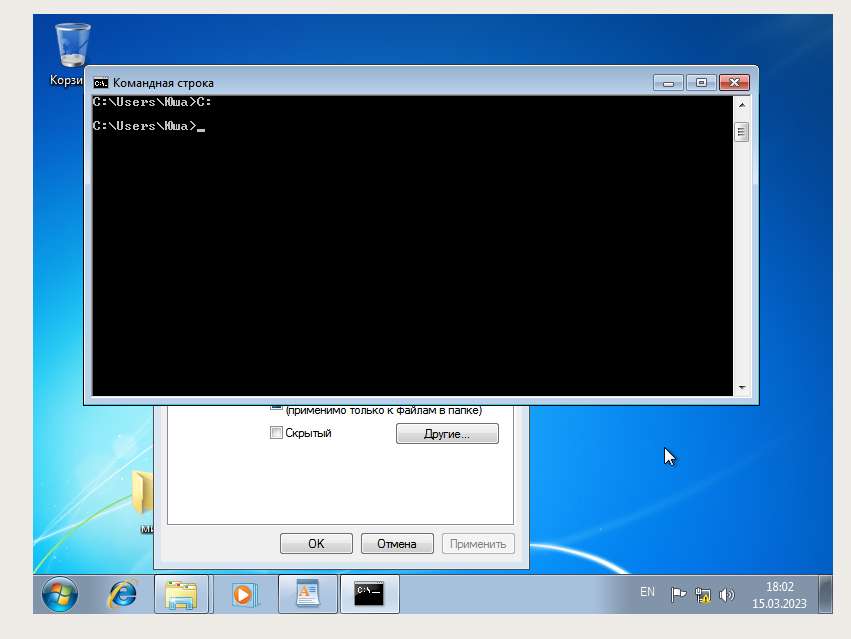 Корзи
Командная строка
C:\Users\Юша>C:
C:\Users\Юша>_
(применимо только к файлам в папке)
Скрытый
Другие...
OK
Отмена
Применить
C:\_
EN
18:02
15.03.2023